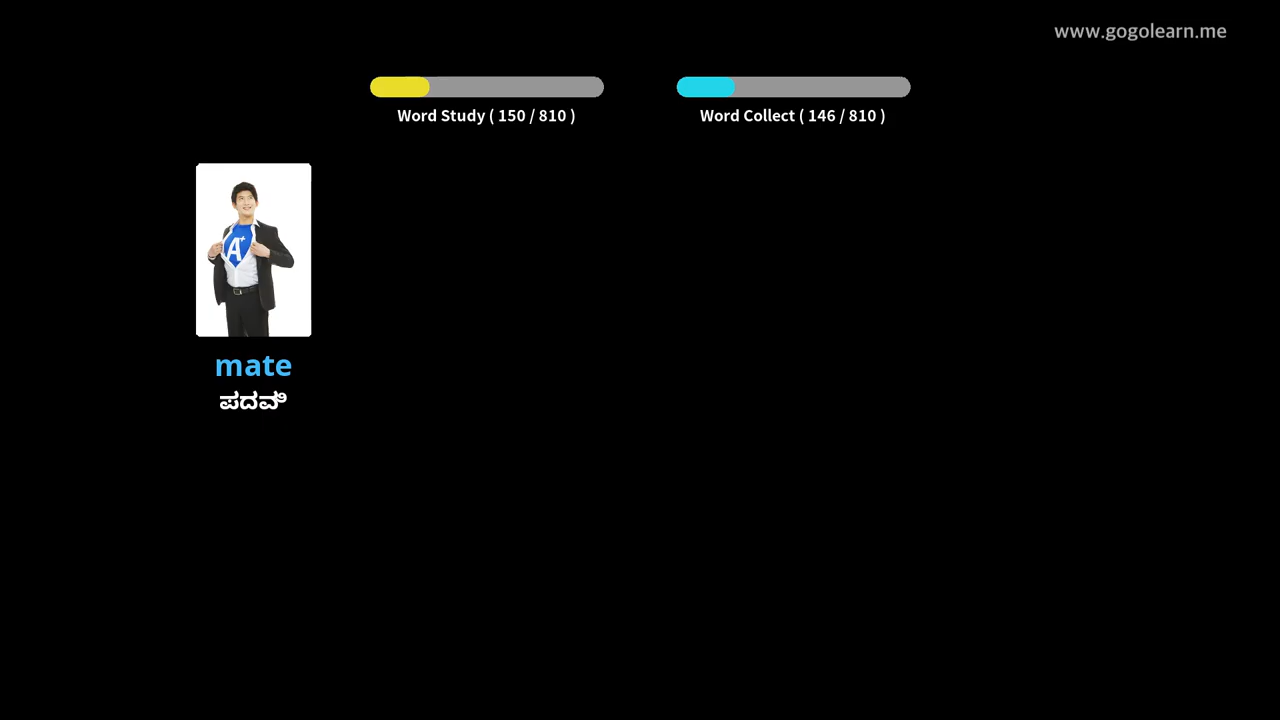 www.gogolearn.me
Word Study ( 150 / 810 )
Word Collect ( 146 / 810 )
A+
mate
ಪದವಿ